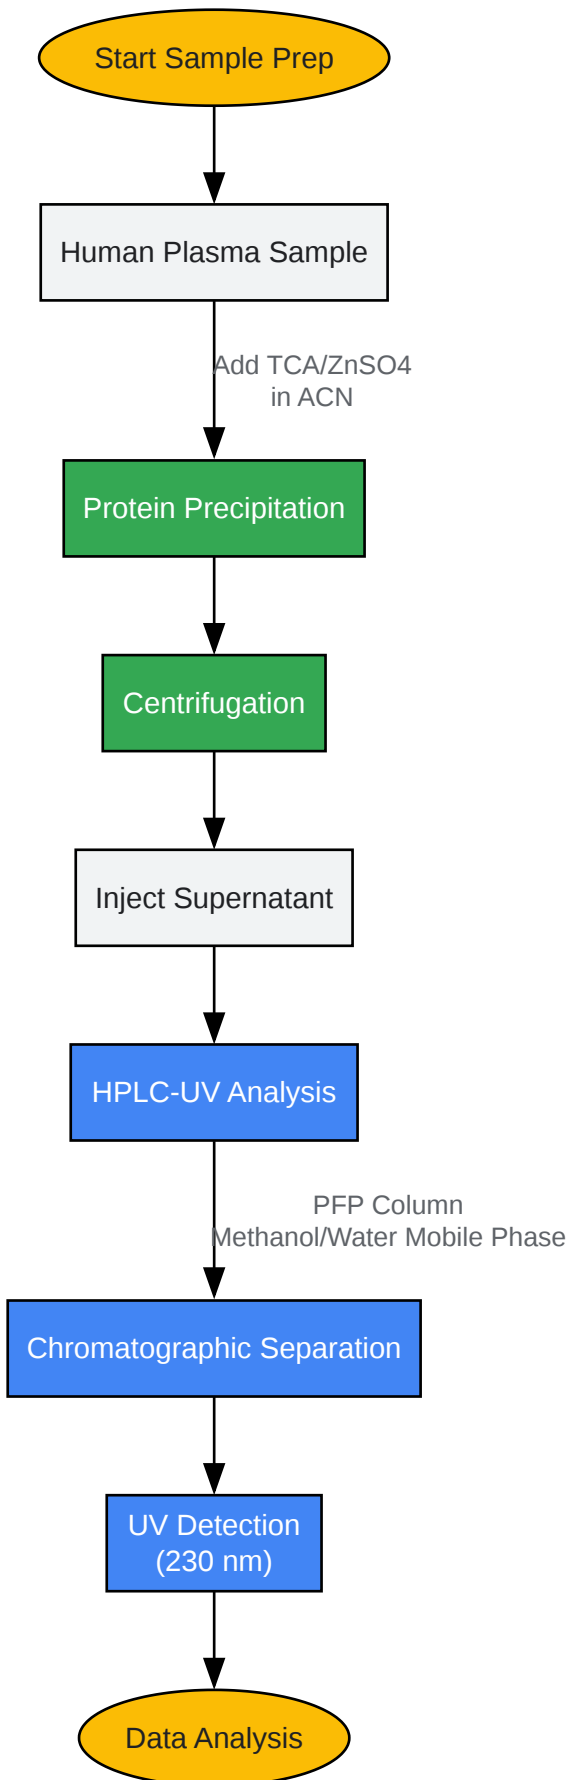 Start Sample Prep
Human Plasma Sample
Add TCA/ZnSO4
in ACN
Protein Precipitation
Centrifugation
Inject Supernatant
HPLC-UV Analysis
PFP Column
Methanol/Water Mobile Phase
Chromatographic Separation
UV Detection
(230 nm)
Data Analysis